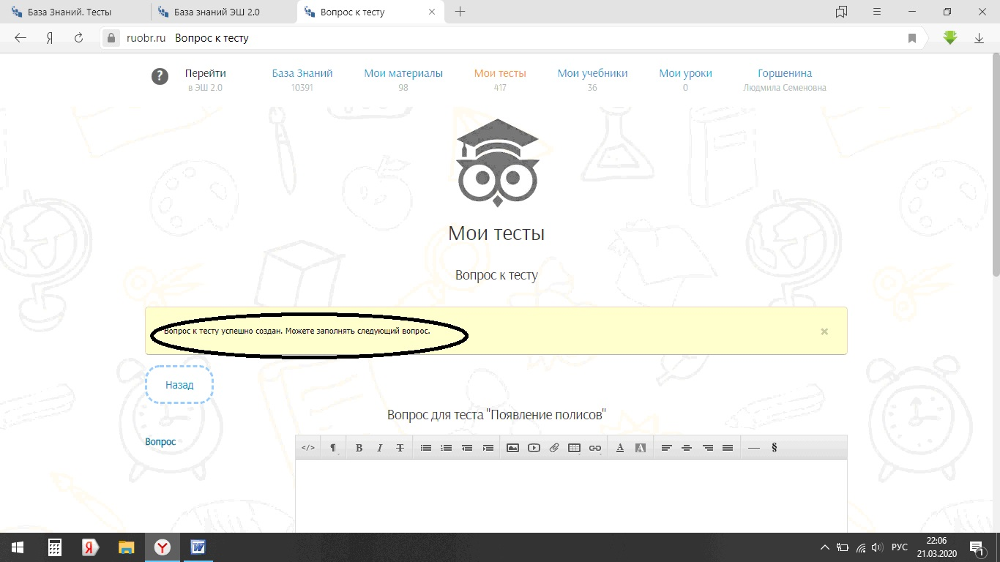 База Знаний. Тесты
База знаний ЭШ 2.0
Вопрос к тесту
Я
ruobr.ru Вопрос к тесту
?
Перейти
в ЭШ 2.0
База Знаний
10391
Мои материалы
98
Мои тесты
417
Мои учебники
36
Мои уроки
0
Горшенина
Людмила Семеновна
Мои тесты
Вопрос к тесту
Вопрос к тесту успешно создан. Можете заполнять следующий вопрос.
×
Назад
Вопрос для теста "Появление полисов"
Вопрос
</> ¶ B I T A A — §
Я Y W
РУС
22:06
21.03.2020
1